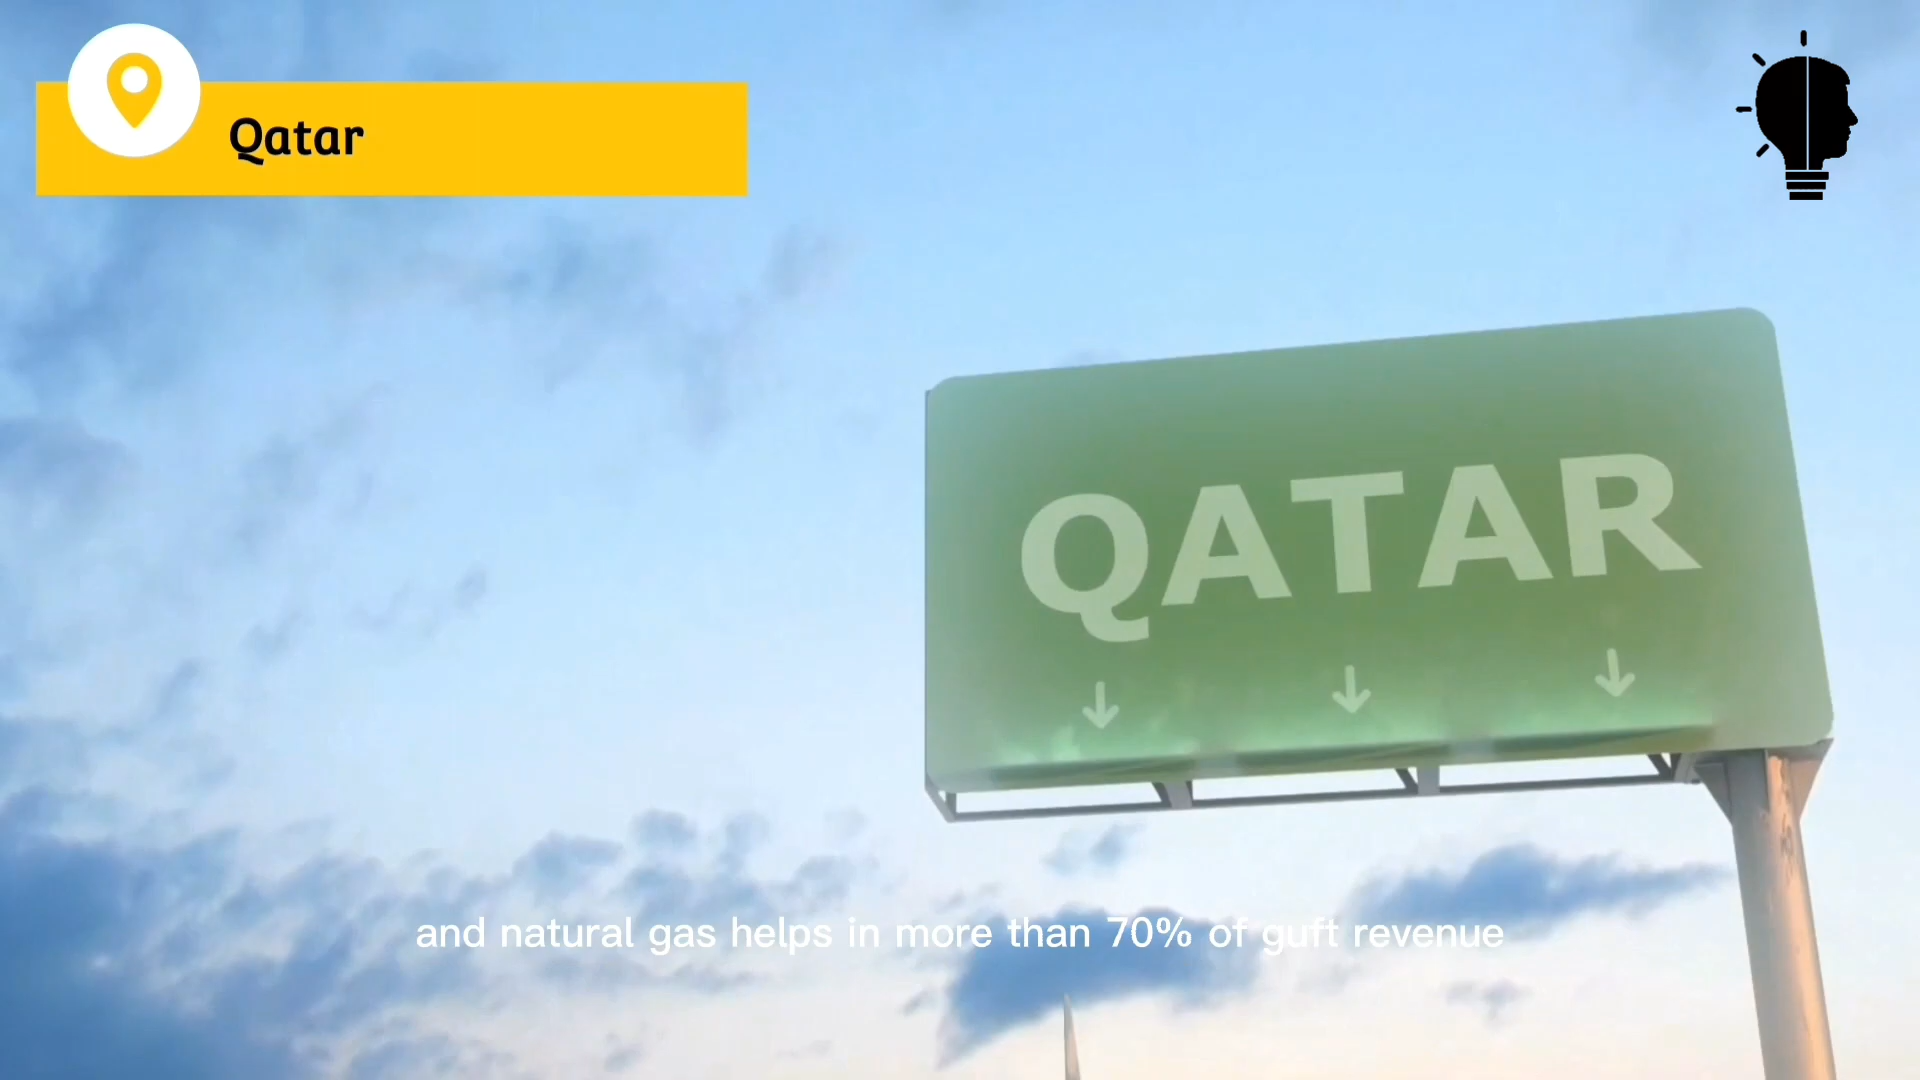 Qatar
QATAR
and natural gas helps in more than 70% of guft revenue